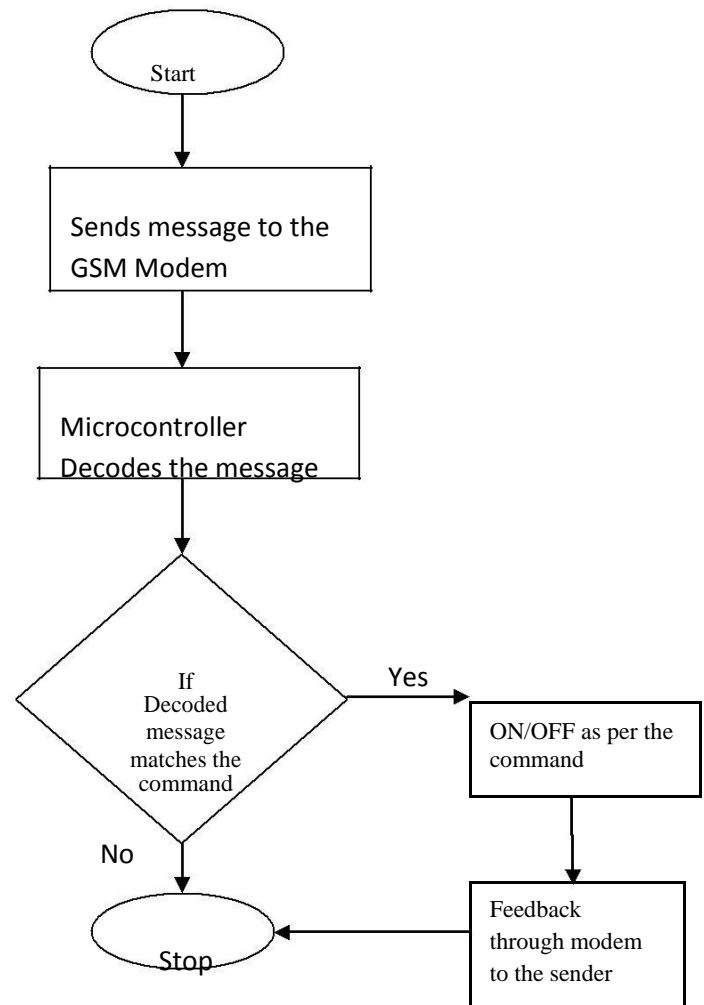 Start
Sends message to the
GSM Modem
Microcontroller
Decodes the message
If
Decoded
message
matches the
command
Yes
ON/OFF as per the
command
No
Feedback
through modem
to the sender
Stop